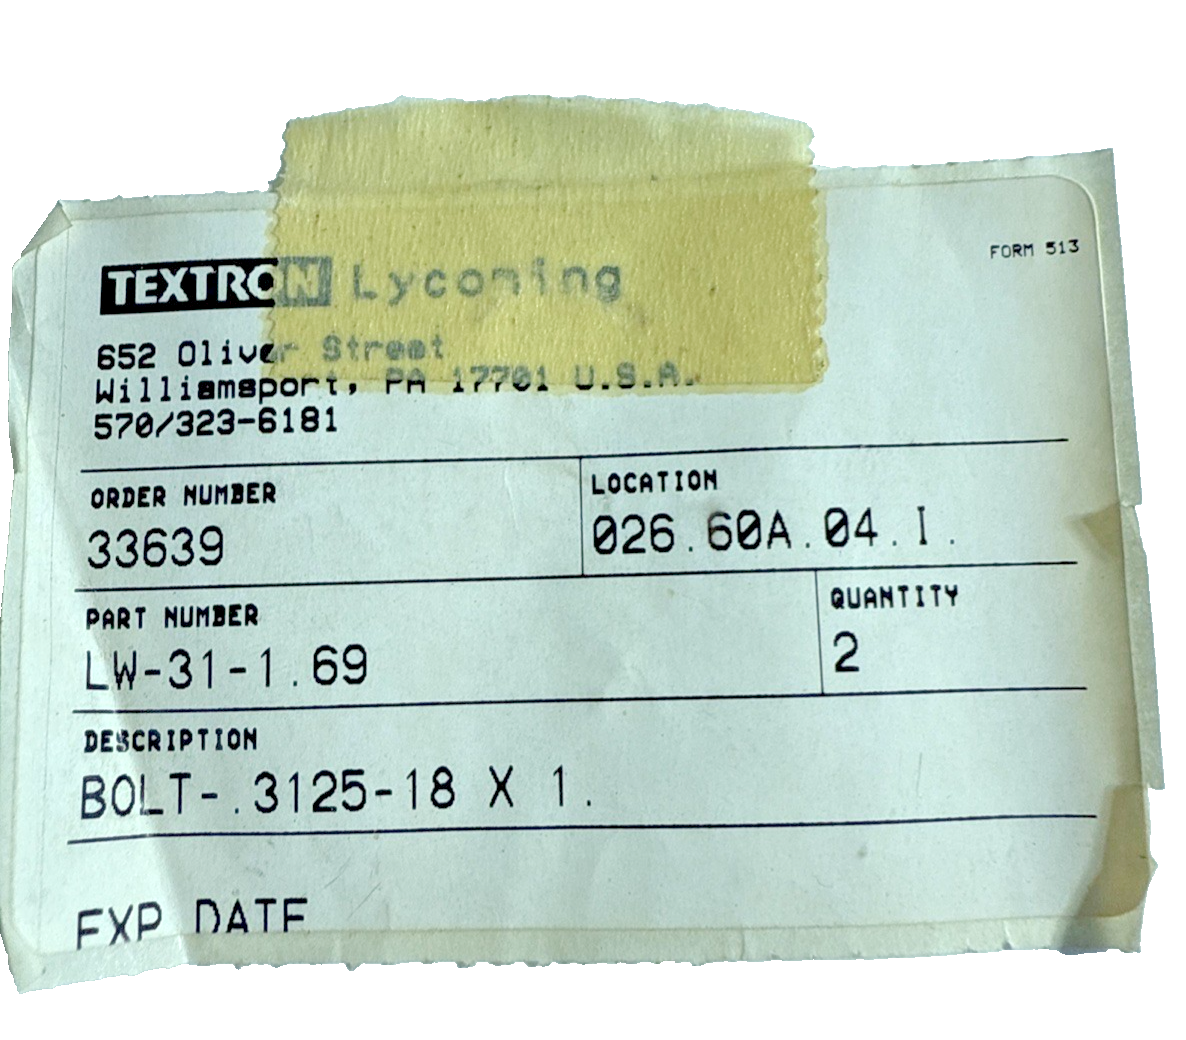 FORM 513
TEXTRON Lycoming
652 Oliver Street
Williamsport, PA 17701 U.S.A.
570/323-6181
ORDER NUMBER
33639
LOCATION
026.60A.04.I.
PART NUMBER
LW-31-1.69
QUANTITY
2
DESCRIPTION
BOLT-.3125-18 X 1.
EXP DATE